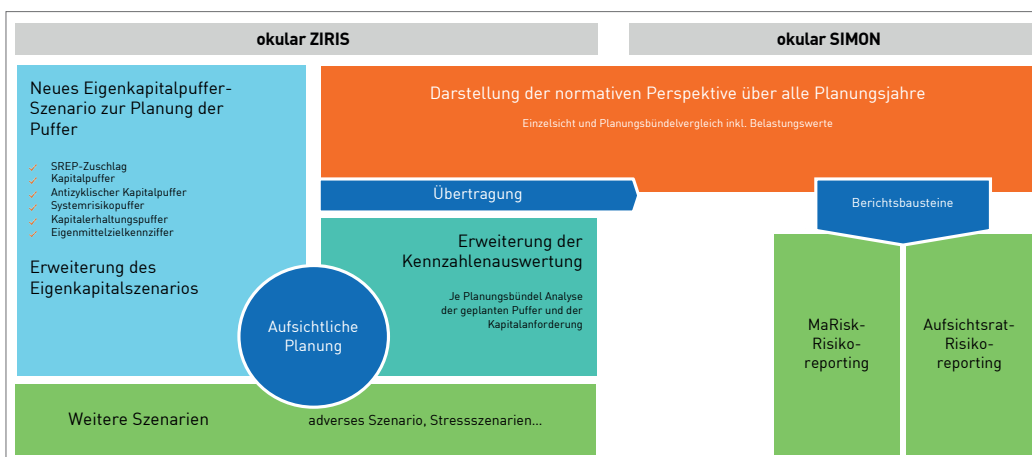 okular ZIRIS
okular SIMON
Neues Eigenkapitalpuffer-
Szenario zur Planung der
Puffer
SREP-Zuschlag
Kapitalpuffer
Antizyklischer Kapitalpuffer
Systemrisikopuffer
Kapitalerhaltungspuffer
Eigenmittelzielkennziffer
Erweiterung des
Eigenkapitalszenarios
Darstellung der normativen Perspektive über alle Planungsjahre
Einzelsicht und Planungsbündelvergleich inkl. Belastungswerte
Übertragung
Berichtsbausteine
Erweiterung der
Kennzahlenauswertung
Je Planungsbündel Analyse
der geplanten Puffer und der
Kapitalanforderung
Aufsichtliche
Planung
MaRisk-
Risiko-
reporting
Aufsichtsrat-
Risiko-
reporting
Weitere Szenarien
adverses Szenario, Stressszenarien...